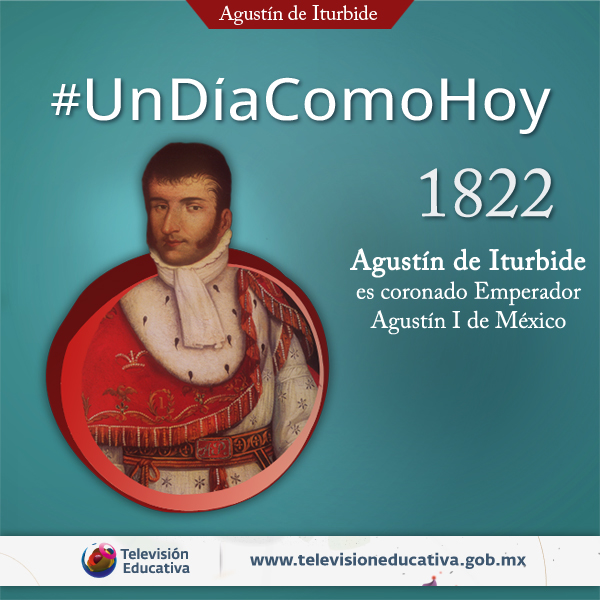 Agustín de Iturbide
#UnDíaComoHoy
1822
Agustín de Iturbide
es coronado Emperador
Agustín I de México
Televisión
Educativa
www.televisioneducativa.gob.mx